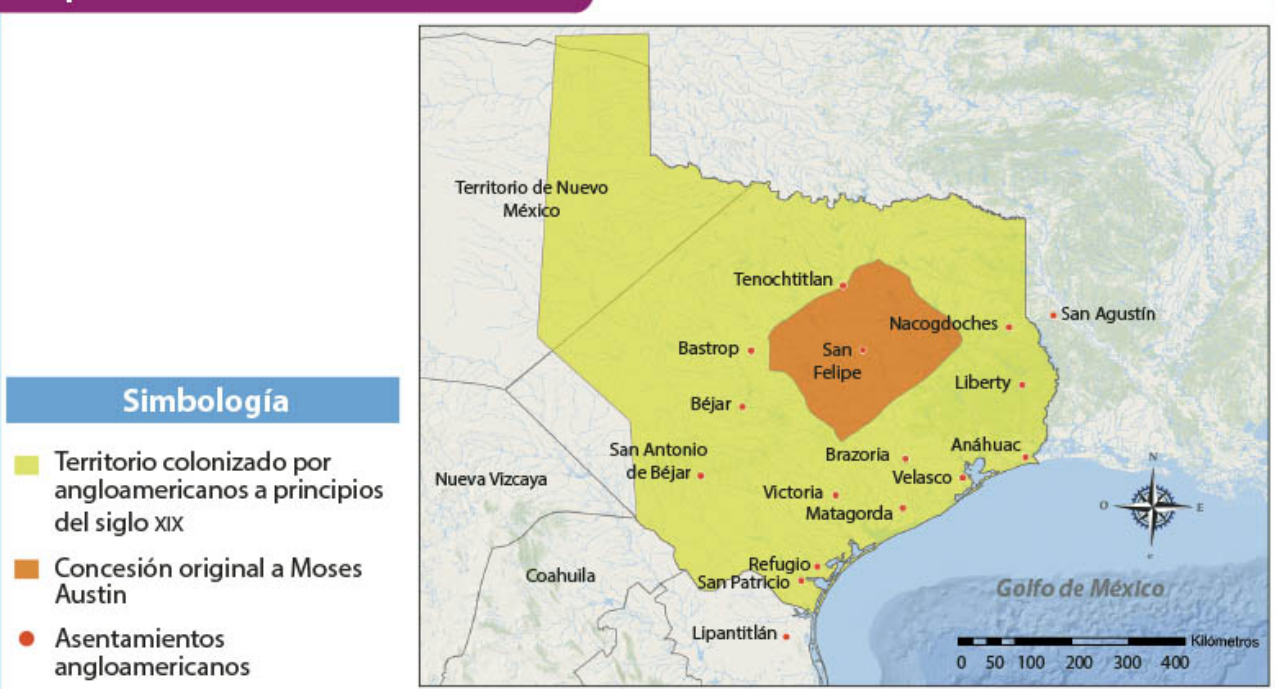 Simbología
Territorio colonizado por
angloamericanos a principios
del siglo XIX
Concesión original a Moses
Austin
Asentamientos
angloamericanos
Territorio de Nuevo
México
Tenochtitlan
Nacogdoches
San Agustín
Bastrop
San
Felipe
Liberty
Béjar
San Antonio
de Béjar
Brazoria
Anáhuac
Nueva Vizcaya
Velasco
Victoria
Matagorda
N
O
E
Refugio
Coahuila
San Patricio
Golfo de México
Lipantitlán
Kilómetros
0 50 100 200 300 400